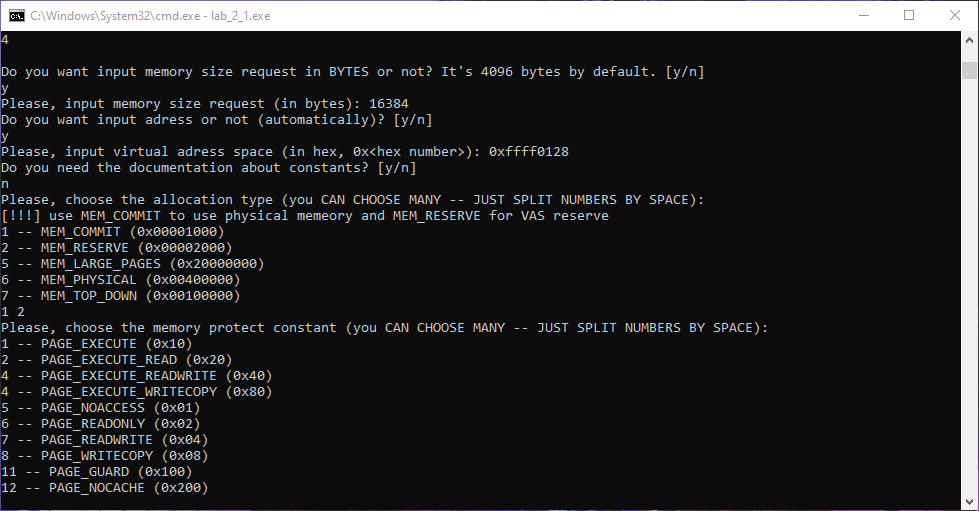 C:\Windows\System32\cmd.exe - lab_2_1.exe
4
Do you want input memory size request in BYTES or not? It's 4096 bytes by default. [y/n]
y
Please, input memory size request (in bytes): 16384
Do you want input adress or not (automatically)? [y/n]
y
Please, input virtual adress space (in hex, 0x<hex number>): 0xffff0128
Do you need the documentation about constants? [y/n]
n
Please, choose the allocation type (you CAN CHOOSE MANY -- JUST SPLIT NUMBERS BY SPACE):
[!!!] use MEM_COMMIT to use physical memeory and MEM_RESERVE for VAS reserve
1 -- MEM_COMMIT (0x00001000)
2 -- MEM_RESERVE (0x00002000)
5 -- MEM_LARGE_PAGES (0x20000000)
6 -- MEM_PHYSICAL (0x00400000)
7 -- MEM_TOP_DOWN (0x00100000)
1 2
Please, choose the memory protect constant (you CAN CHOOSE MANY -- JUST SPLIT NUMBERS BY SPACE):
1 -- PAGE_EXECUTE (0x10)
2 -- PAGE_EXECUTE_READ (0x20)
4 -- PAGE_EXECUTE_READWRITE (0x40)
4 -- PAGE_EXECUTE_WRITECOPY (0x80)
5 -- PAGE_NOACCESS (0x01)
6 -- PAGE_READONLY (0x02)
7 -- PAGE_READWRITE (0x04)
8 -- PAGE_WRITECOPY (0x08)
11 -- PAGE_GUARD (0x100)
12 -- PAGE_NOCACHE (0x200)